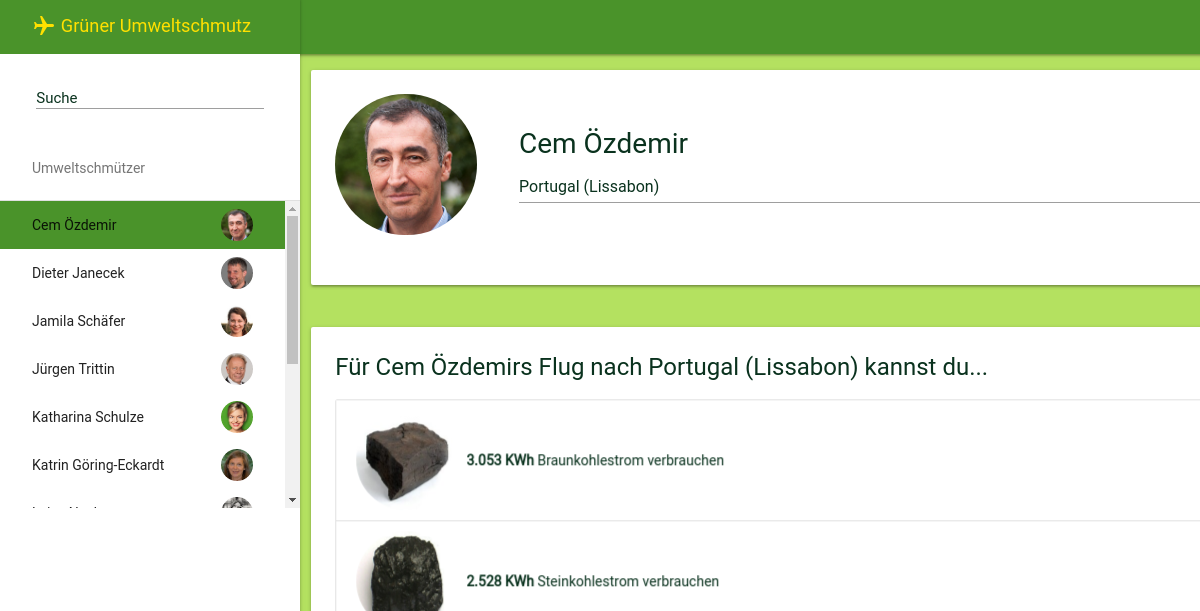 Grüner Umweltschmutz
Suche
Umweltschmützer
Cem Özdemir
Dieter Janecek
Jamila Schäfer
Jürgen Trittin
Katharina Schulze
Katrin Göring-Eckardt
Cem Özdemir
Portugal (Lissabon)
Für Cem Özdemirs Flug nach Portugal (Lissabon) kannst du...
3.053 KWh Braunkohlestrom verbrauchen
2.528 KWh Steinkohlestrom verbrauchen